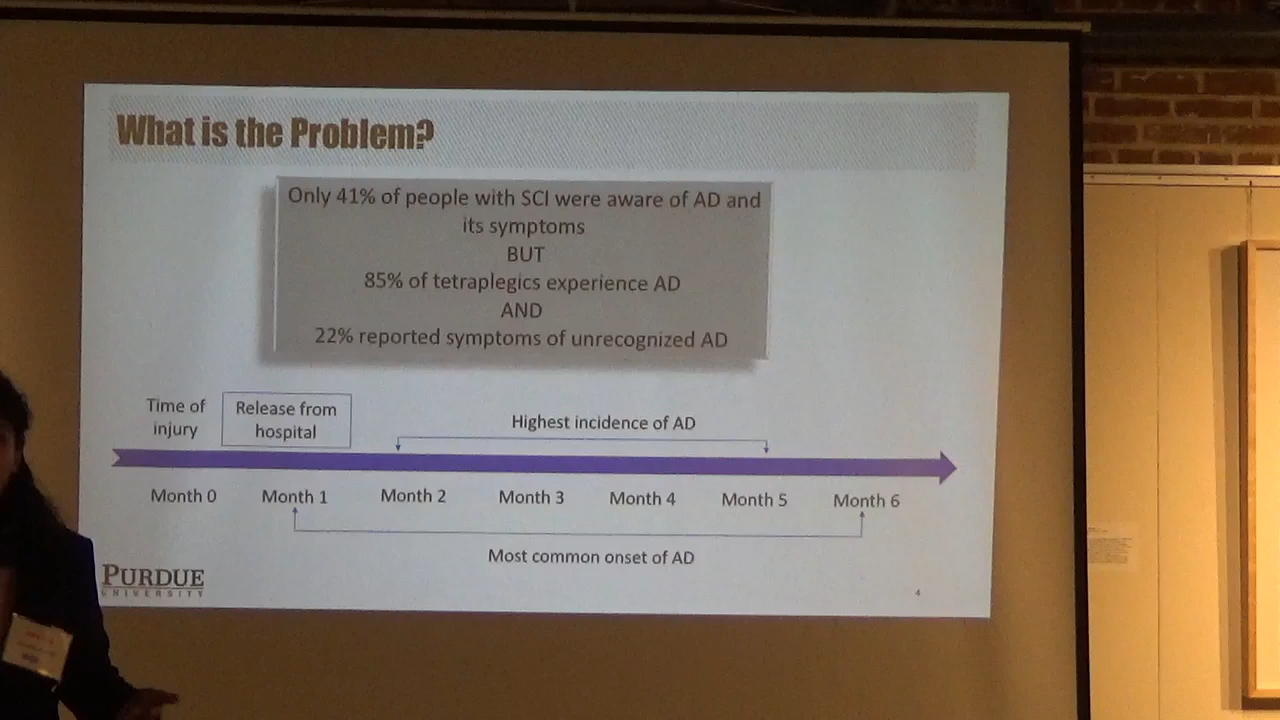 What is the Problem?
Only 41% of people with SCI were aware of AD and
its symptoms
BUT
85% of tetraplegics experience AD
AND
22% reported symptoms of unrecognized AD
Time of
injury
Release from
hospital
Highest incidence of AD
Month 0
Month 1
Month 2
Month 3
Month 4
Month 5
Month 6
Most common onset of AD
PURDUE
UNIVERSITY
4